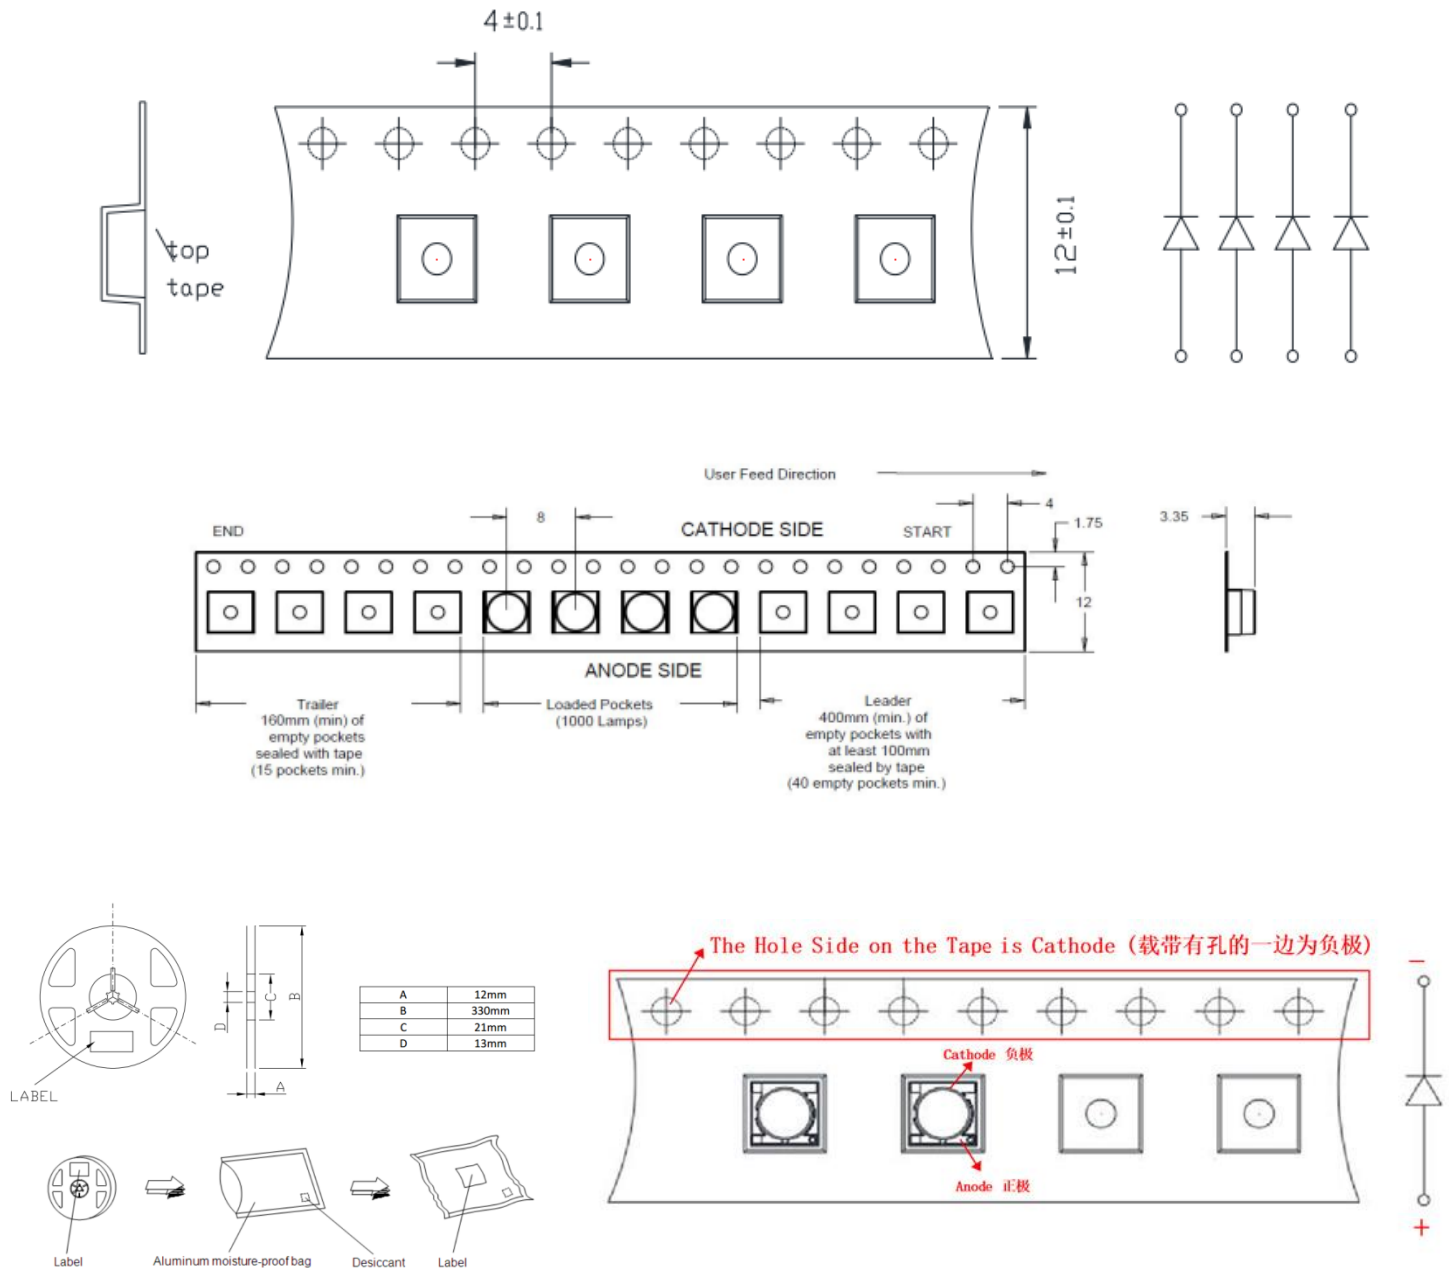 4±0.1
top
tape
12±0.1
User Feed Direction
8
4
END
CATHODE SIDE
START
1.75
3.35
12
ANODE SIDE
Trailer
160mm (min) of
empty pockets
sealed with tape
(15 pockets min.)
Loaded Pockets
(1000 Lamps)
Leader
400mm (min.) of
empty pockets with
at least 100mm
sealed by tape
(40 empty pockets min.)
LABEL
D
C
B
A
A 12mm
B 330mm
C 21mm
D 13mm
The Hole Side on the Tape is Cathode (载带有孔的一边为负极)
Cathode 负极
Anode 正极
−
+
Label
Aluminum moisture-proof bag
Desiccant
Label